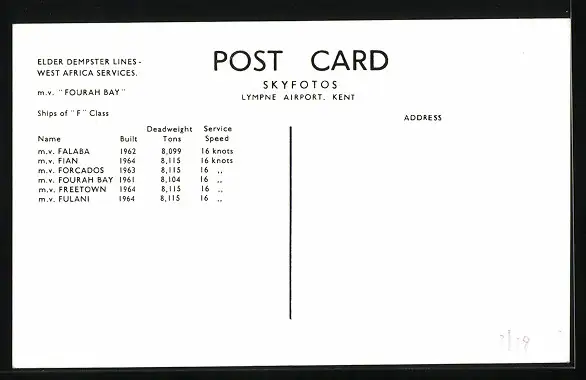 ELDER DEMPSTER LINES -
WEST AFRICA SERVICES.
m.v. "FOURAH BAY"
Ships of "F" Class
Name Built Deadweight Tons Service Speed
m.v. FALABA 1962 8,099 16 knots
m.v. FIAN 1964 8,115 16 knots
m.v. FORCADOS 1963 8,115 16 ,,
m.v. FOURAH BAY 1961 8,104 16 ,,
m.v. FREETOWN 1964 8,115 16 ,,
m.v. FULANI 1964 8,115 16 ,,
POST CARD
SKYFOTOS
LYMPNE AIRPORT, KENT
ADDRESS